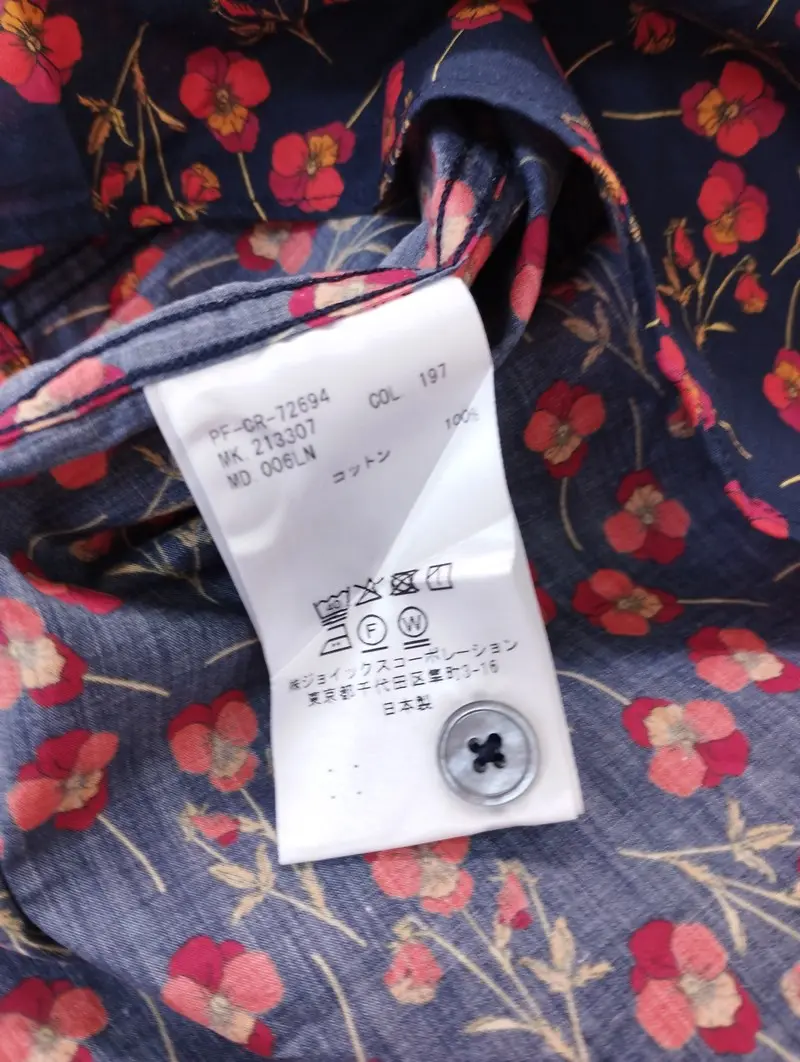 PF-CR-72694 COL 197
MK. 213307
MD. 006LN
コットン 100%
40
F W
㈱ジョイックスコーポレーション
東京都千代田区隼町3-16
日本製